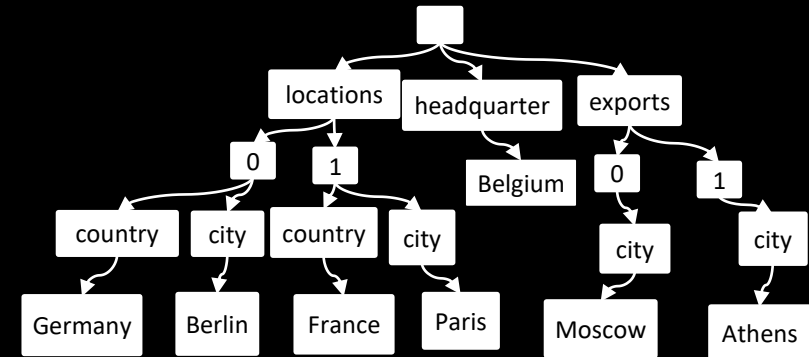 locations
headquarter
exports
0
1
Belgium
0
1
country
city
country
city
city
city
Germany
Berlin
France
Paris
Moscow
Athens